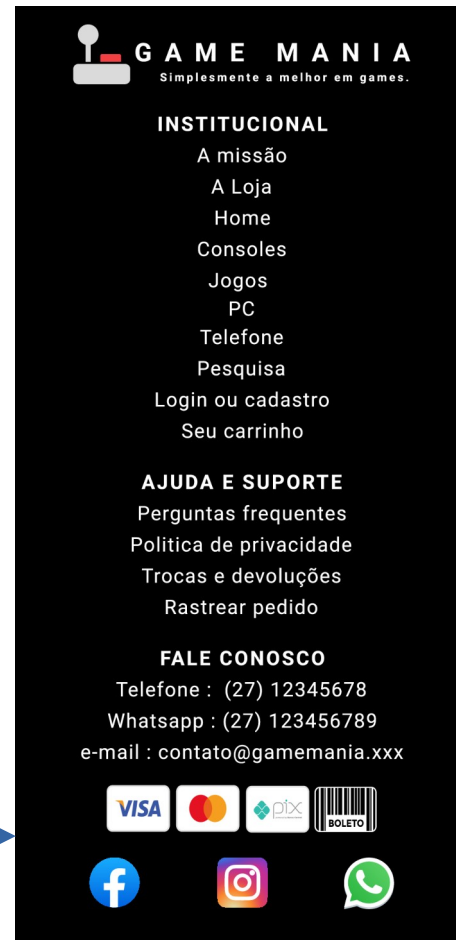 GAME MANIA
Simplesmente a melhor em games.
INSTITUCIONAL
A missão
A Loja
Home
Consoles
Jogos
PC
Telefone
Pesquisa
Login ou cadastro
Seu carrinho
AJUDA E SUPORTE
Perguntas frequentes
Politica de privacidade
Trocas e devoluções
Rastrear pedido
FALE CONOSCO
Telefone : (27) 12345678
Whatsapp : (27) 123456789
e-mail : contato@gamemania.xxx
VISA pix BOLETO